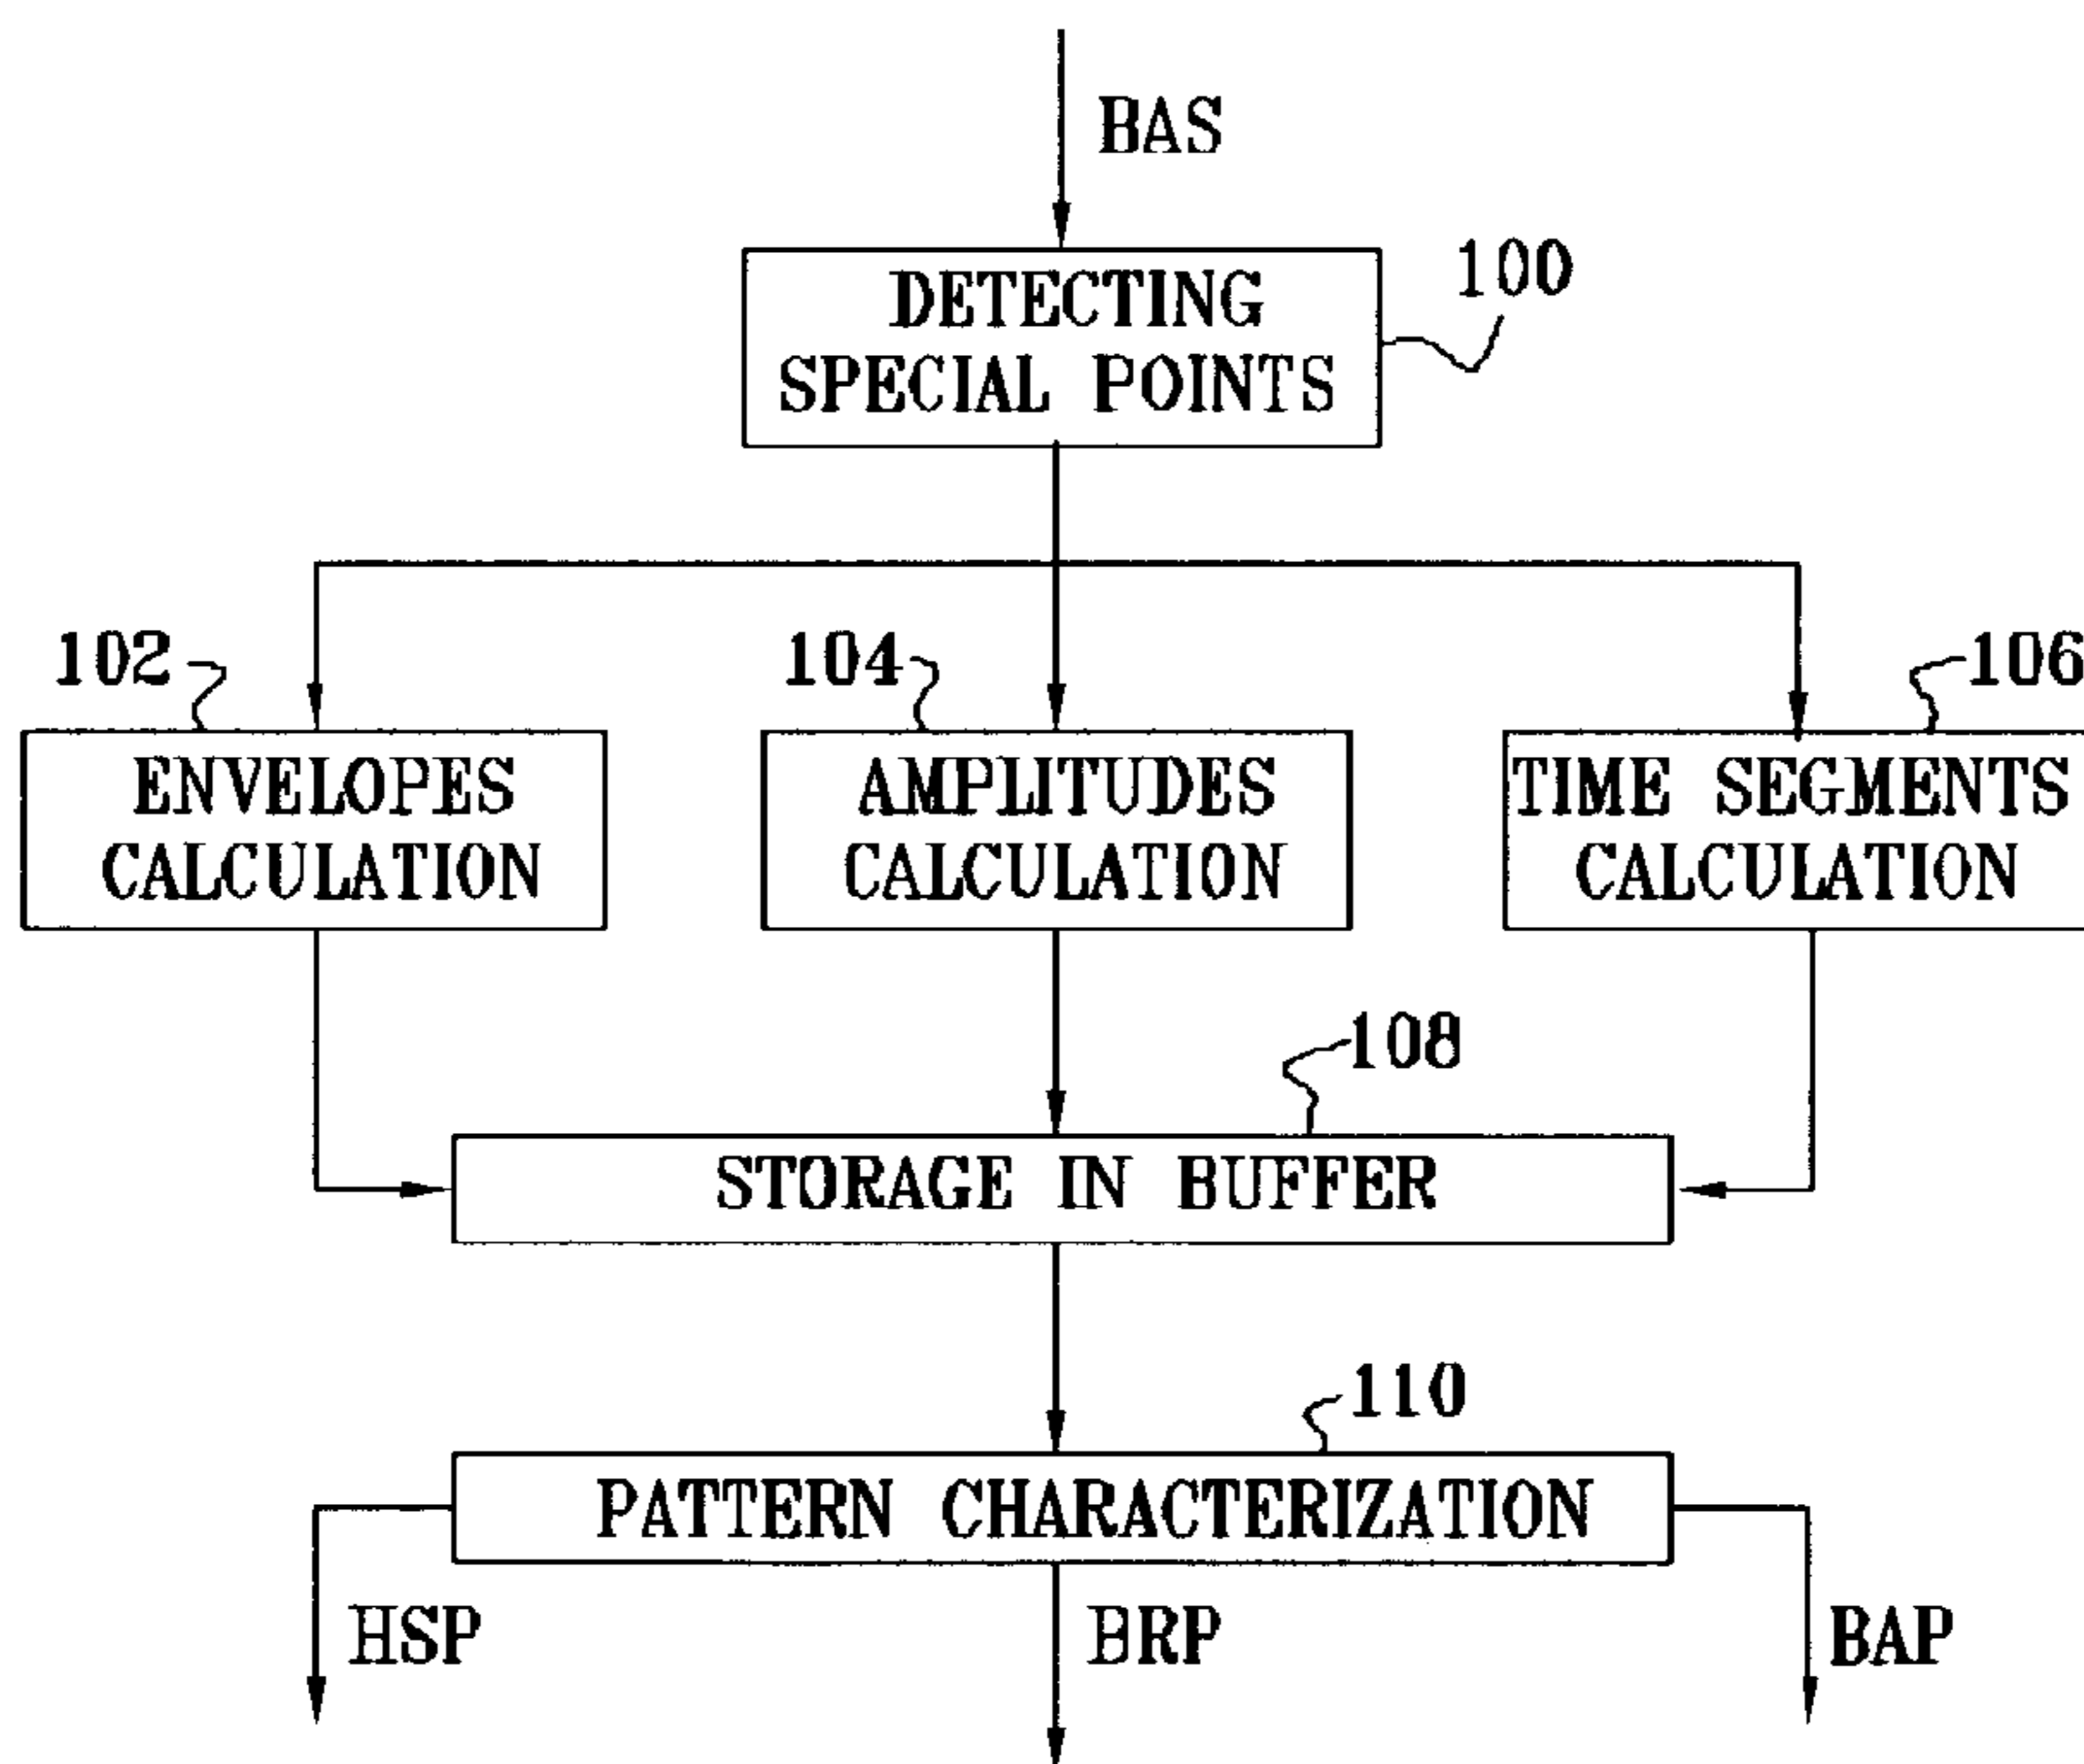 BAS
DETECTING
SPECIAL POINTS
100
102
104
106
ENVELOPES
CALCULATION
AMPLITUDES
CALCULATION
TIME SEGMENTS
CALCULATION
108
STORAGE IN BUFFER
110
PATTERN CHARACTERIZATION
HSP
BRP
BAP